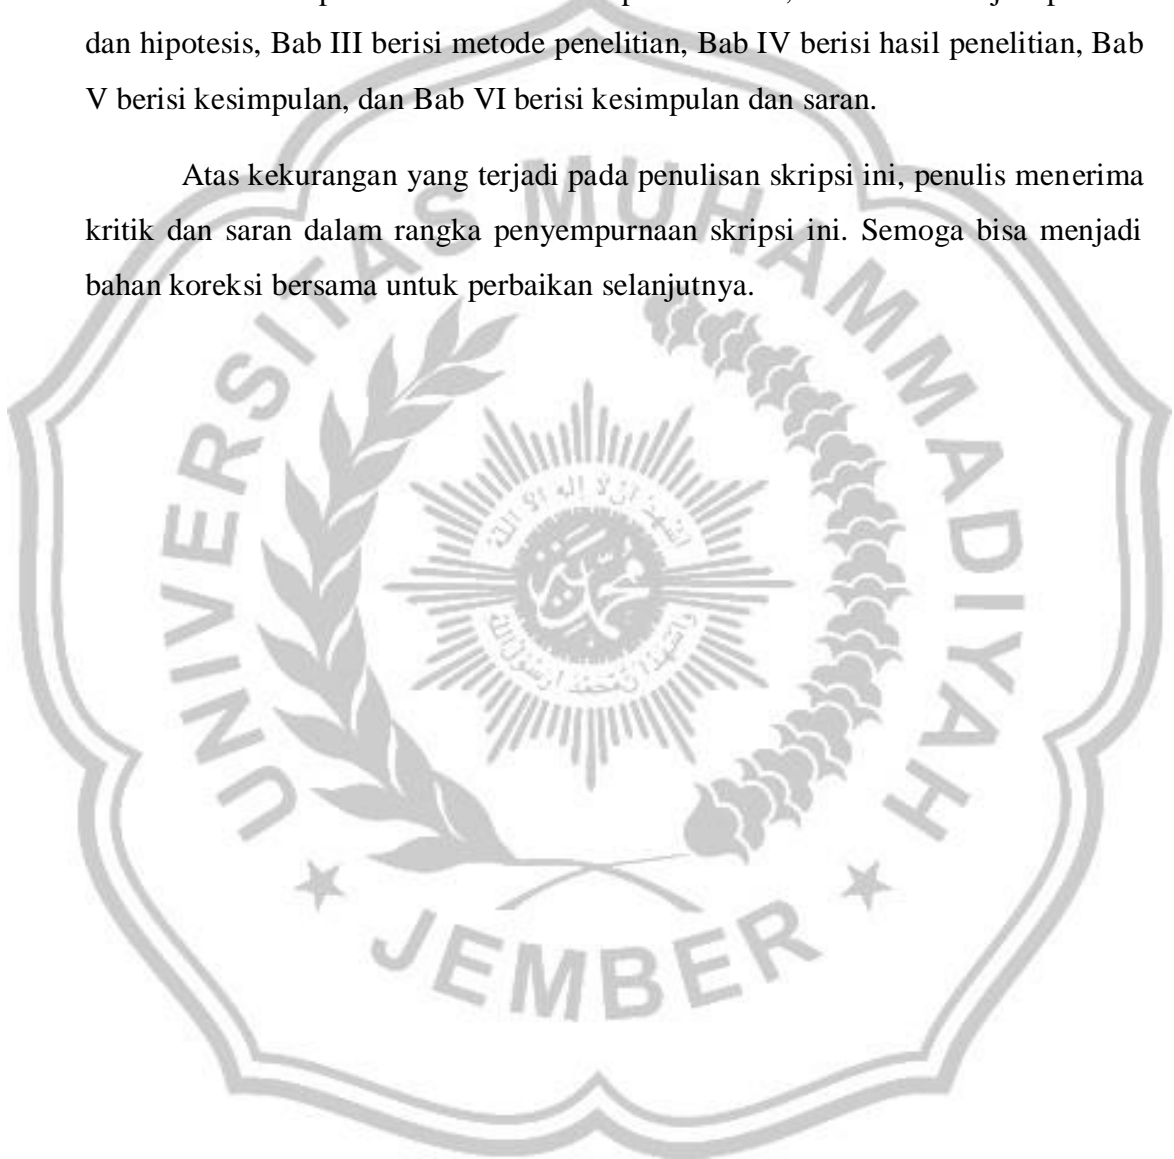 dan hipotesis, Bab III berisi metode penelitian, Bab IV berisi hasil penelitian, Bab
V berisi kesimpulan, dan Bab VI berisi kesimpulan dan saran.
Atas kekurangan yang terjadi pada penulisan skripsi ini, penulis menerima
kritik dan saran dalam rangka penyempurnaan skripsi ini. Semoga bisa menjadi
bahan koreksi bersama untuk perbaikan selanjutnya.
UNIVERSITAS MUHAMMADIYAH
JEMBER